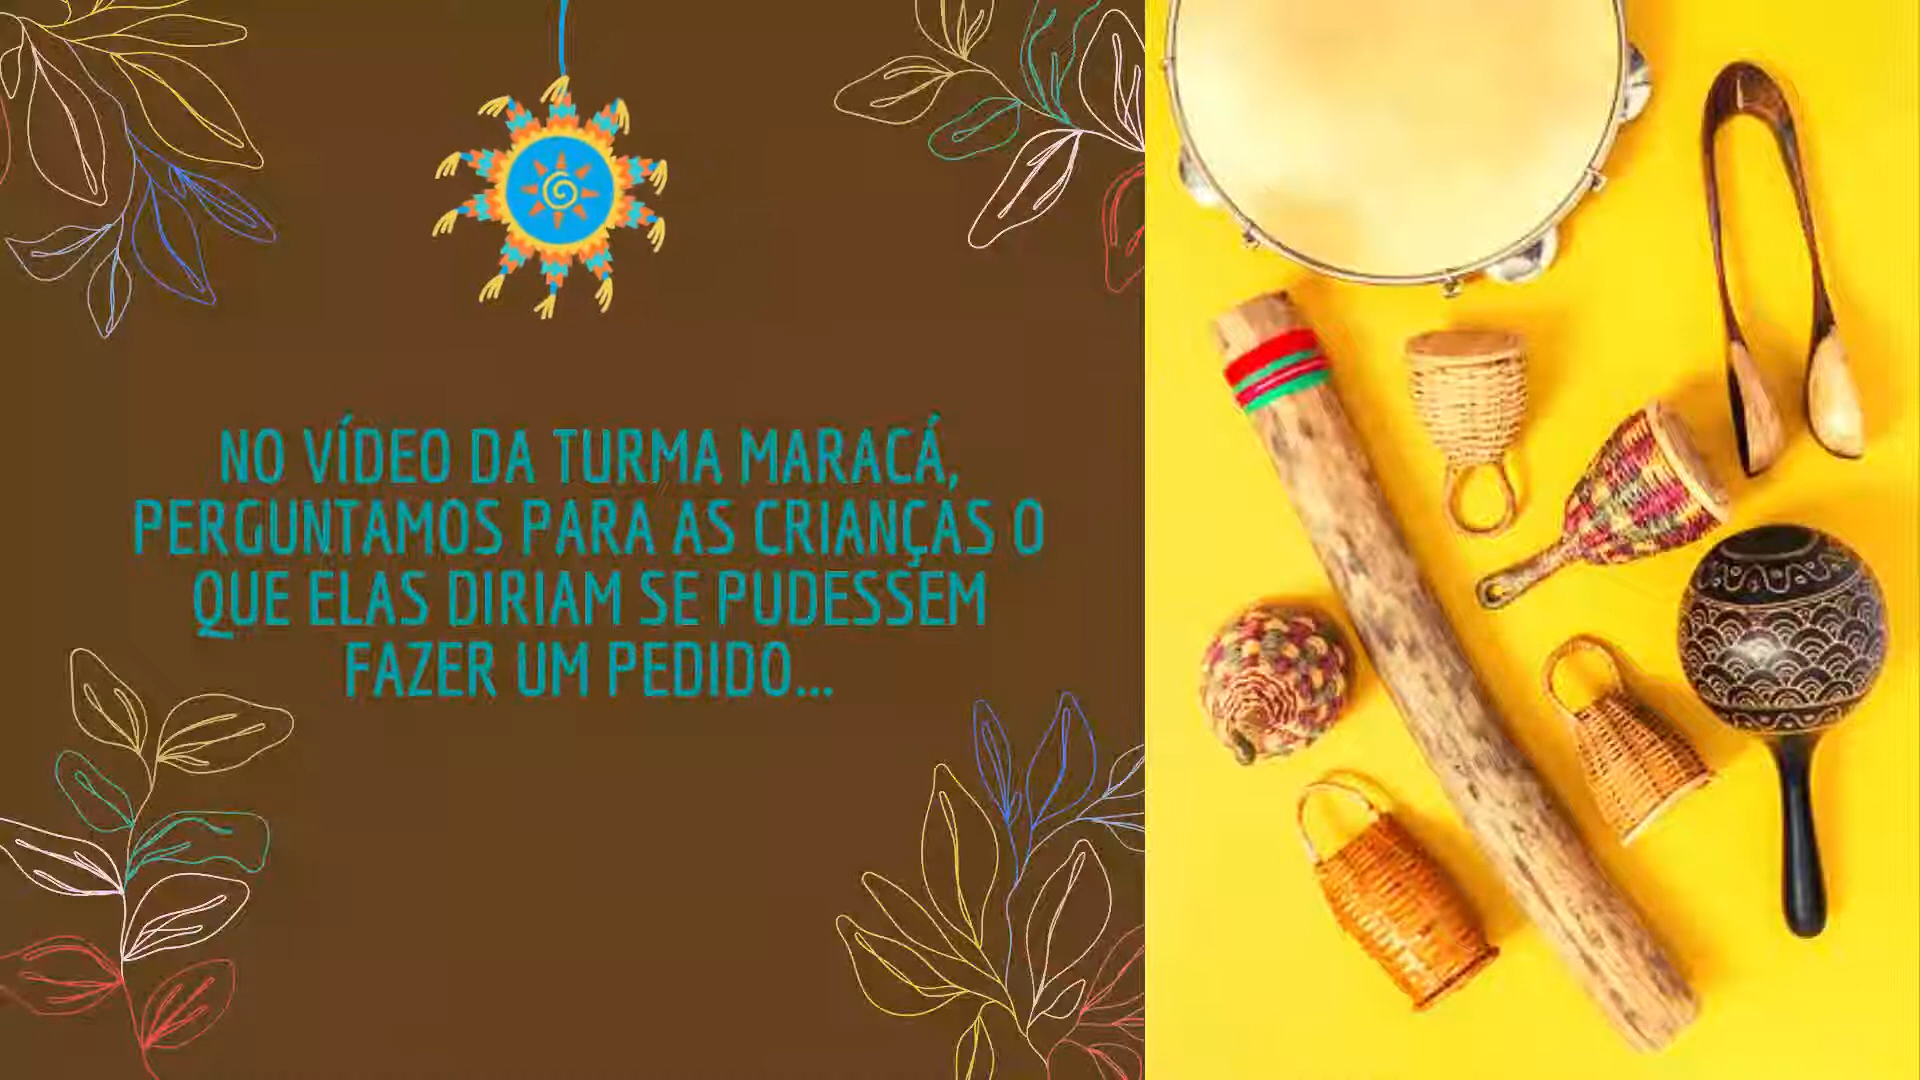 NO VÍDEO DA TURMA MARACÁ,
PERGUNTAMOS PARA AS CRIANÇAS O
QUE ELAS DIRIAM SE PUDESSEM
FAZER UM PEDIDO...